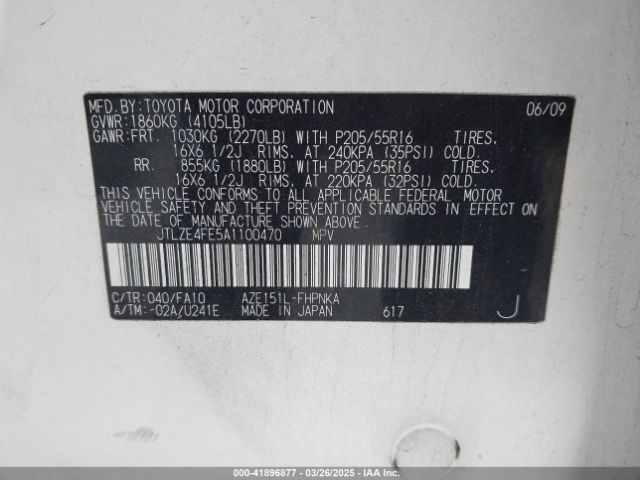 MFD.BY:TOYOTA MOTOR CORPORATION 06/09
GVWR:1860KG (4105LB)
GAWR:FRT. 1030KG (2270LB) WITH P205/55R16 TIRES,
16X6 1/2J RIMS, AT 240KPA (35PSI) COLD.
RR. 855KG (1880LB) WITH P205/55R16 TIRES,
16X6 1/2J RIMS, AT 220KPA (32PSI) COLD.
THIS VEHICLE CONFORMS TO ALL APPLICABLE FEDERAL MOTOR
VEHICLE SAFETY AND THEFT PREVENTION STANDARDS IN EFFECT
ON THE DATE OF MANUFACTURE SHOWN ABOVE.
JTLZE4FE5A1100470 MPV
C/TR:040/FA10 AZE151L-FHPNKA
A/TM:-02A/U241E MADE IN JAPAN 617 J
000-41896877 | 03/26/2025 | IAA Inc.